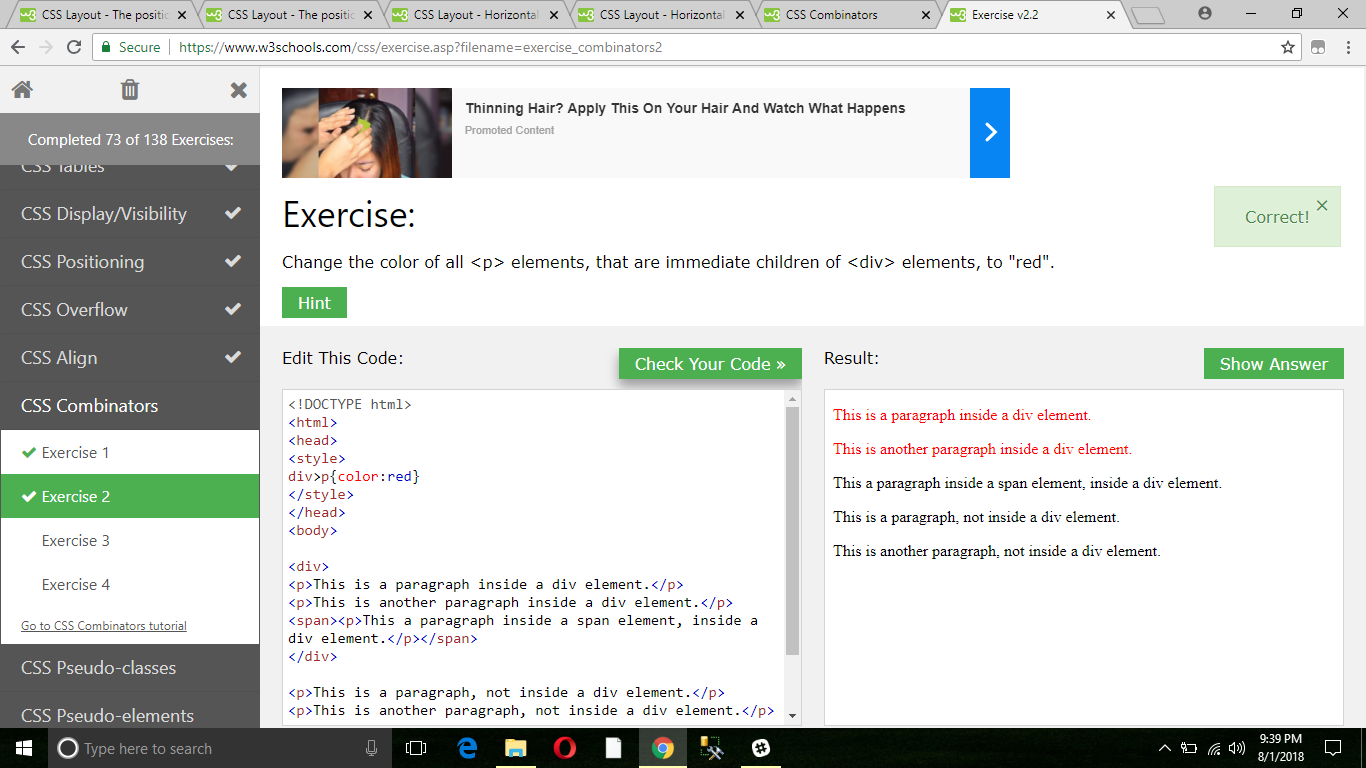 CSS Layout - The positi
CSS Layout - The positi
CSS Layout - Horizontal
CSS Layout - Horizontal
CSS Combinators
Exercise v2.2
Secure
https://www.w3schools.com/css/exercise.asp?filename=exercise_combinators2
Completed 73 of 138 Exercises:
CSS Tables
CSS Display/Visibility
CSS Positioning
CSS Overflow
CSS Align
CSS Combinators
Exercise 1
Exercise 2
Exercise 3
Exercise 4
Go to CSS Combinators tutorial
CSS Pseudo-classes
CSS Pseudo-elements
Thinning Hair? Apply This On Your Hair And Watch What Happens
Promoted Content
Exercise:
Correct!
Change the color of all <p> elements, that are immediate children of <div> elements, to "red".
Hint
Edit This Code:
Check Your Code »
<!DOCTYPE html>
<html>
<head>
<style>
div>p{color:red}
</style>
</head>
<body>
<div>
<p>This is a paragraph inside a div element.</p>
<p>This is another paragraph inside a div element.</p>
<span><p>This a paragraph inside a span element, inside a
div element.</p></span>
</div>
<p>This is a paragraph, not inside a div element.</p>
<p>This is another paragraph, not inside a div element.</p>
Result:
Show Answer
This is a paragraph inside a div element.
This is another paragraph inside a div element.
This a paragraph inside a span element, inside a div element.
This is a paragraph, not inside a div element.
This is another paragraph, not inside a div element.
Type here to search
9:39 PM
8/1/2018